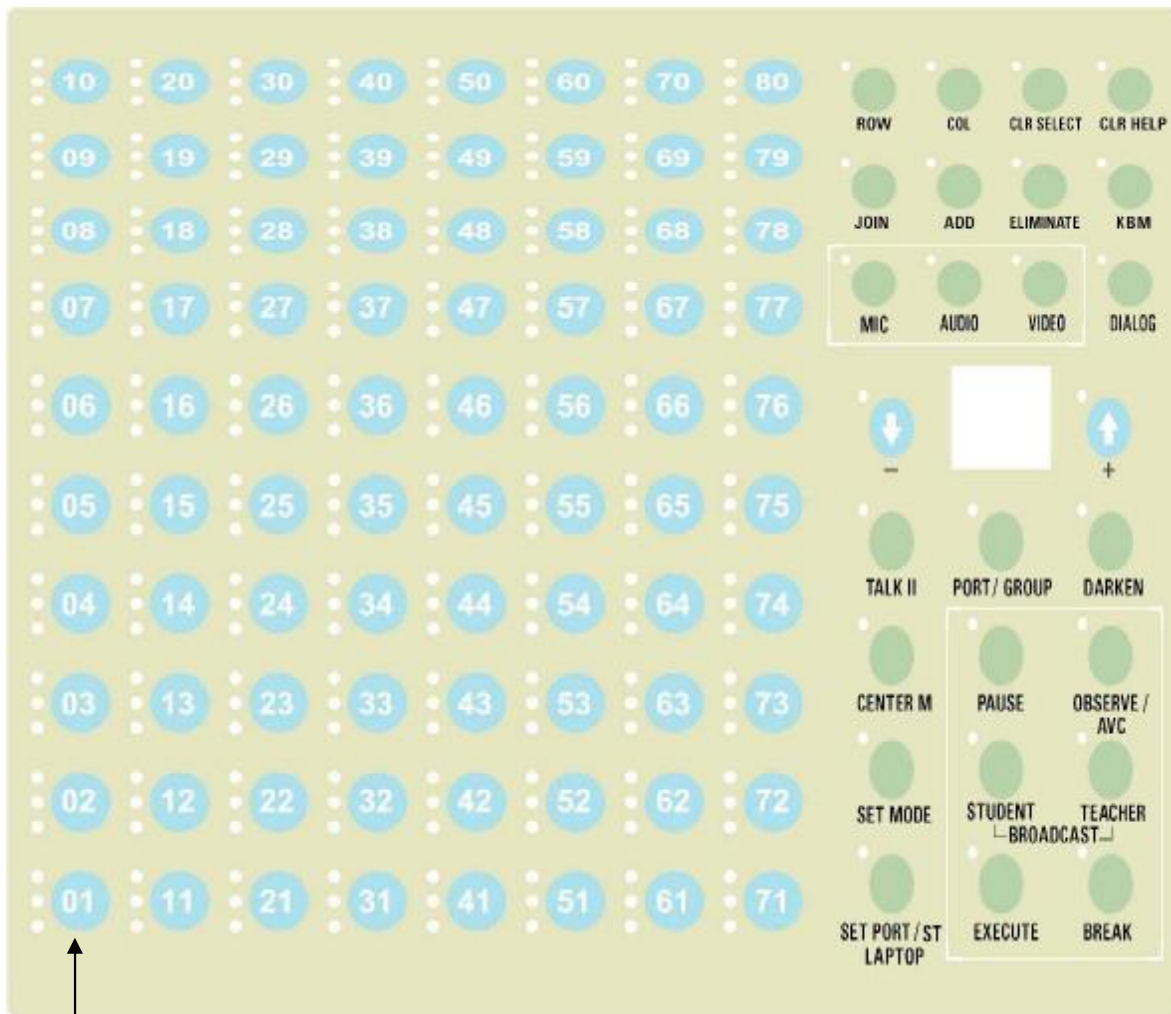 10 20 30 40 50 60 70 80
ROW COL CLR SELECT CLR HELP
09 19 29 39 49 59 69 79
JOIN ADD ELIMINATE KBM
08 18 28 38 48 58 68 78
07 17 27 37 47 57 67 77
MIC AUDIO VIDEO DIALOG
06 16 26 36 46 56 66 76
− +
05 15 25 35 45 55 65 75
TALK II PORT / GROUP DARKEN
04 14 24 34 44 54 64 74
03 13 23 33 43 53 63 73
CENTER M PAUSE OBSERVE /
AVC
02 12 22 32 42 52 62 72
SET MODE STUDENT TEACHER
BROADCAST
01 11 21 31 41 51 61 71
SET PORT / ST EXECUTE BREAK
LAPTOP